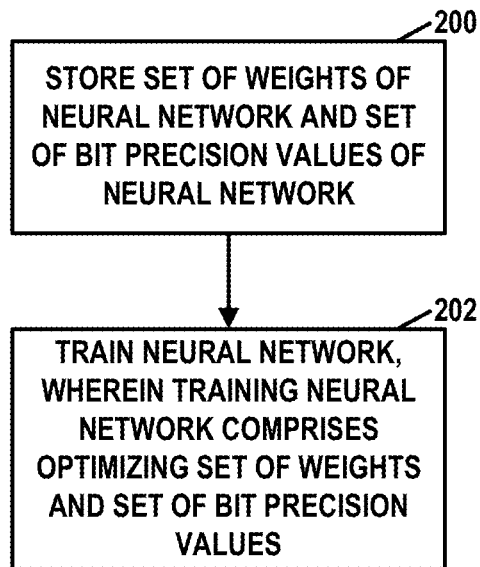 200
STORE SET OF WEIGHTS OF
NEURAL NETWORK AND SET
OF BIT PRECISION VALUES OF
NEURAL NETWORK
202
TRAIN NEURAL NETWORK,
WHEREIN TRAINING NEURAL
NETWORK COMPRISES
OPTIMIZING SET OF WEIGHTS
AND SET OF BIT PRECISION
VALUES